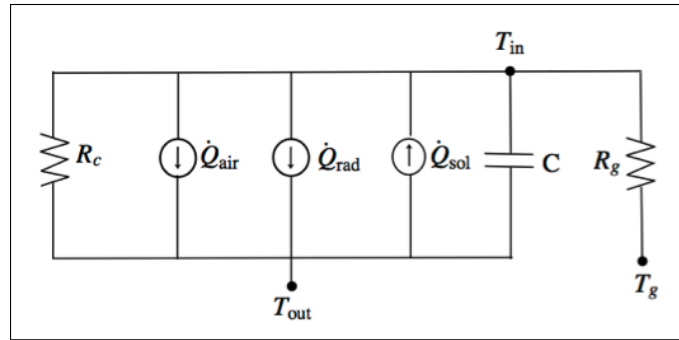 T_in
R_c
Q̇_air
Q̇_rad
Q̇_sol
C
R_g
T_out
T_g